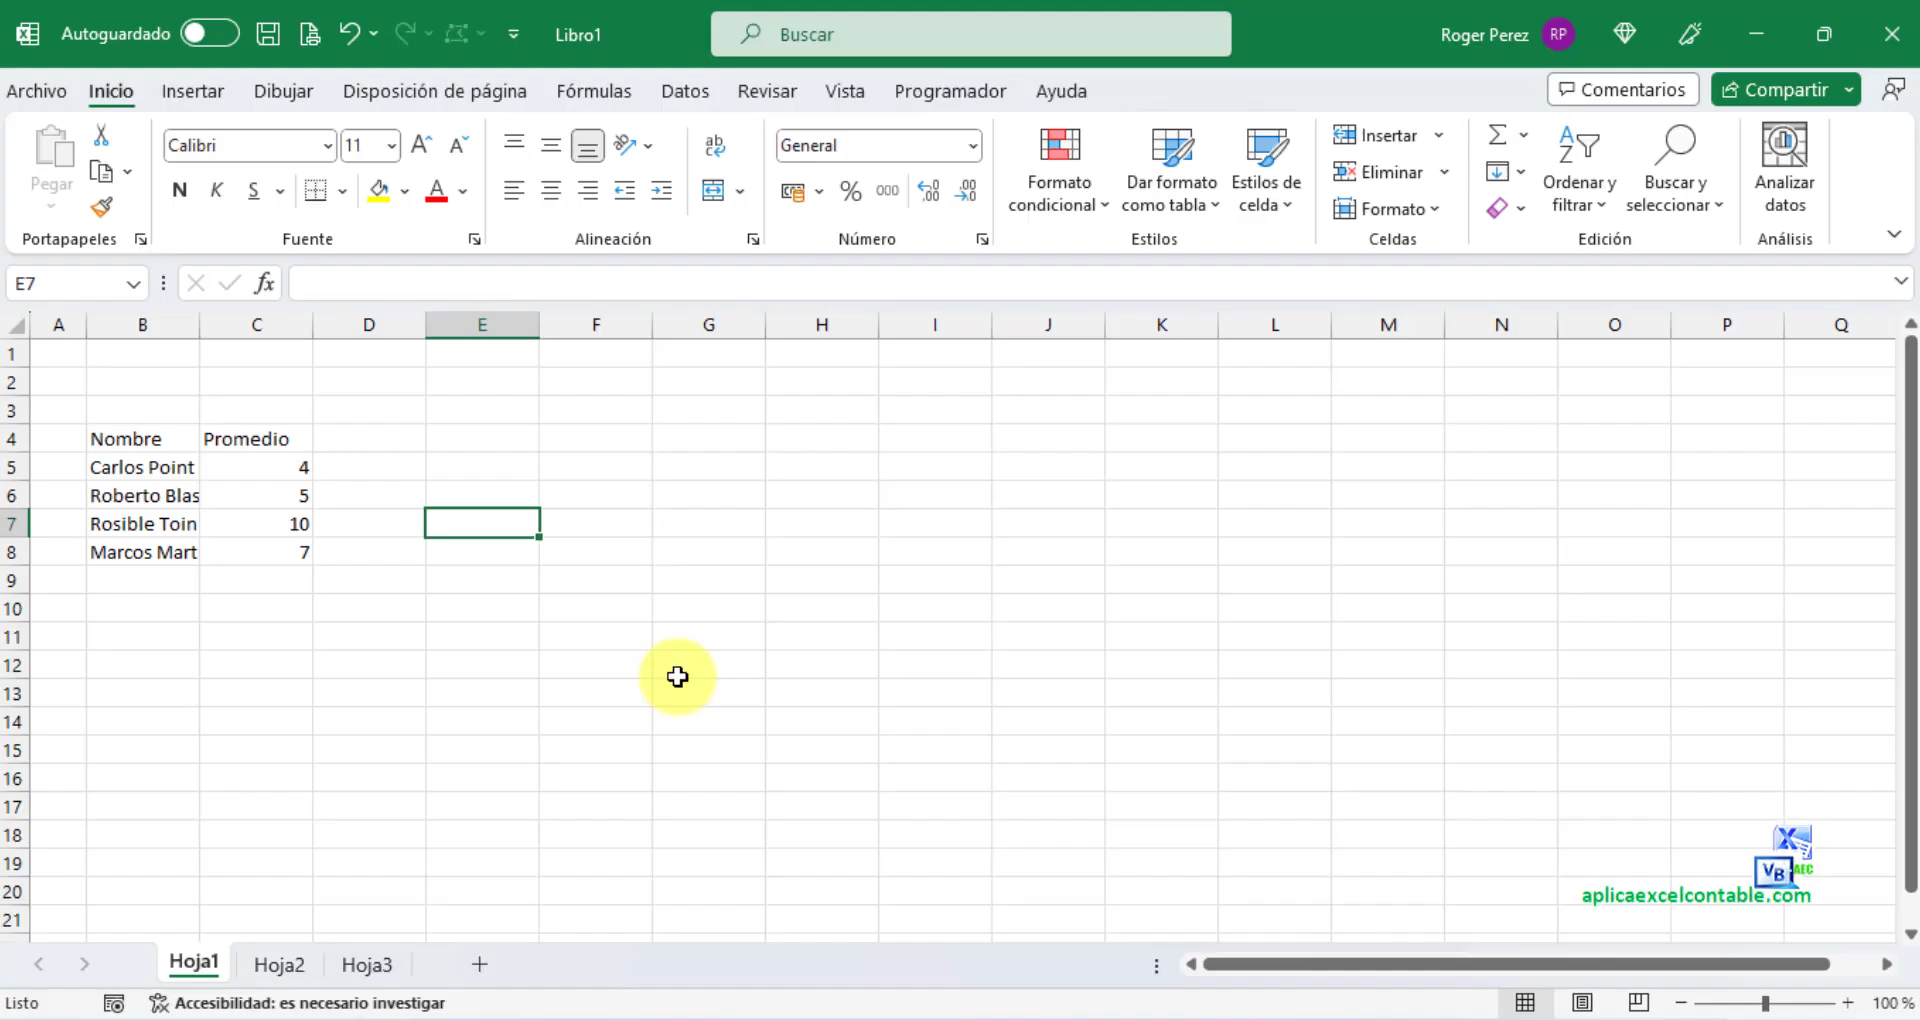 Autoguardado Libro1 Buscar Roger Perez RP
Archivo Inicio Insertar Dibujar Disposición de página Fórmulas Datos Revisar Vista Programador Ayuda Comentarios Compartir
Pegar
Portapapeles
Calibri 11
N K S A
Fuente
ab
Alineación
General
% 000
Número
Formato condicional
Dar formato como tabla
Estilos de celda
Estilos
Insertar
Eliminar
Formato
Celdas
Ordenar y filtrar
Buscar y seleccionar
Edición
Analizar datos
Análisis
E7 fx
A B C D E F G H I J K L M N O P Q
1
2
3
4 Nombre Promedio
5 Carlos Point 4
6 Roberto Blas 5
7 Rosible Toin 10
8 Marcos Mart 7
9
10
11
12
13
14
15
16
17
18
19
20
21
X
VB AEC
aplicaexcelcontable.com
Hoja1 Hoja2 Hoja3 +
Listo Accesibilidad: es necesario investigar 100 %